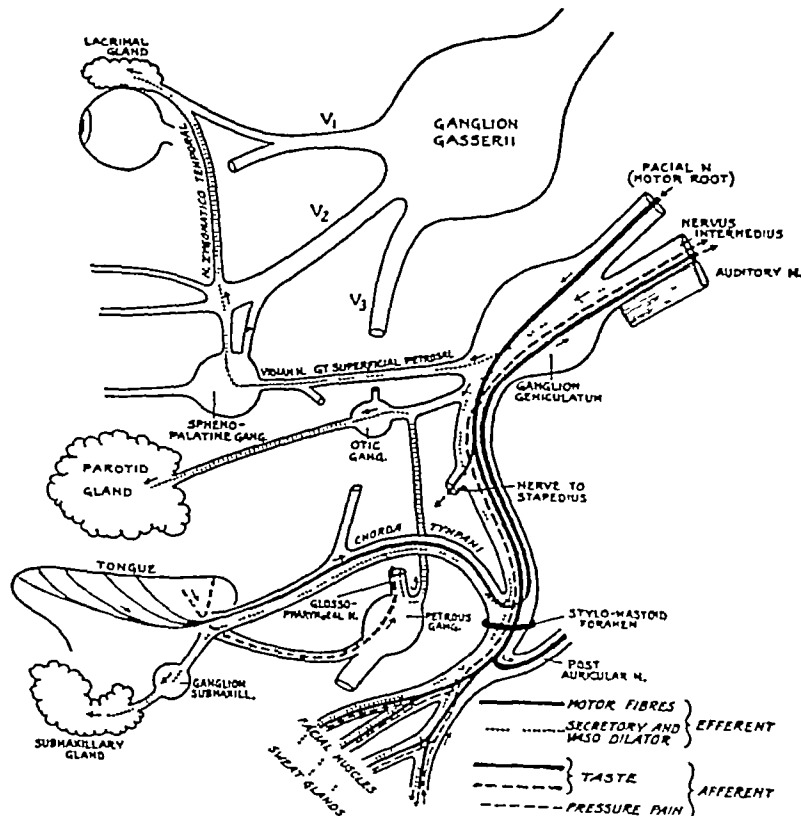 LACRIMAL
GLAND
V1
GANGLION
GASSERII
N. ZYGOMATICO TEMPORAL
V2
FACIAL N
(MOTOR ROOT)
NERVUS
INTERMEDIUS
AUDITORY N.
V3
VIDIAN N. GT SUPERFICIAL PETROSAL
GANGLION
GENICULATUM
SPHENO-
PALATINE GANG.
OTIC
GANG.
PAROTID
GLAND
NERVE TO
STAPEDIUS
CHORDA TYMPANI
TONGUE
GLOSSO-
PHARYNGEAL N.
PETROUS
GANG.
STYLO-MASTOID
FORAMEN
GANGLION
SUBMAXILL.
POST
AURICULAR N.
SUBMAXILLARY
GLAND
FACIAL MUSCLES
SWEAT GLANDS
MOTOR FIBRES
SECRETORY AND
VASO DILATOR
EFFERENT
TASTE
PRESSURE PAIN
AFFERENT